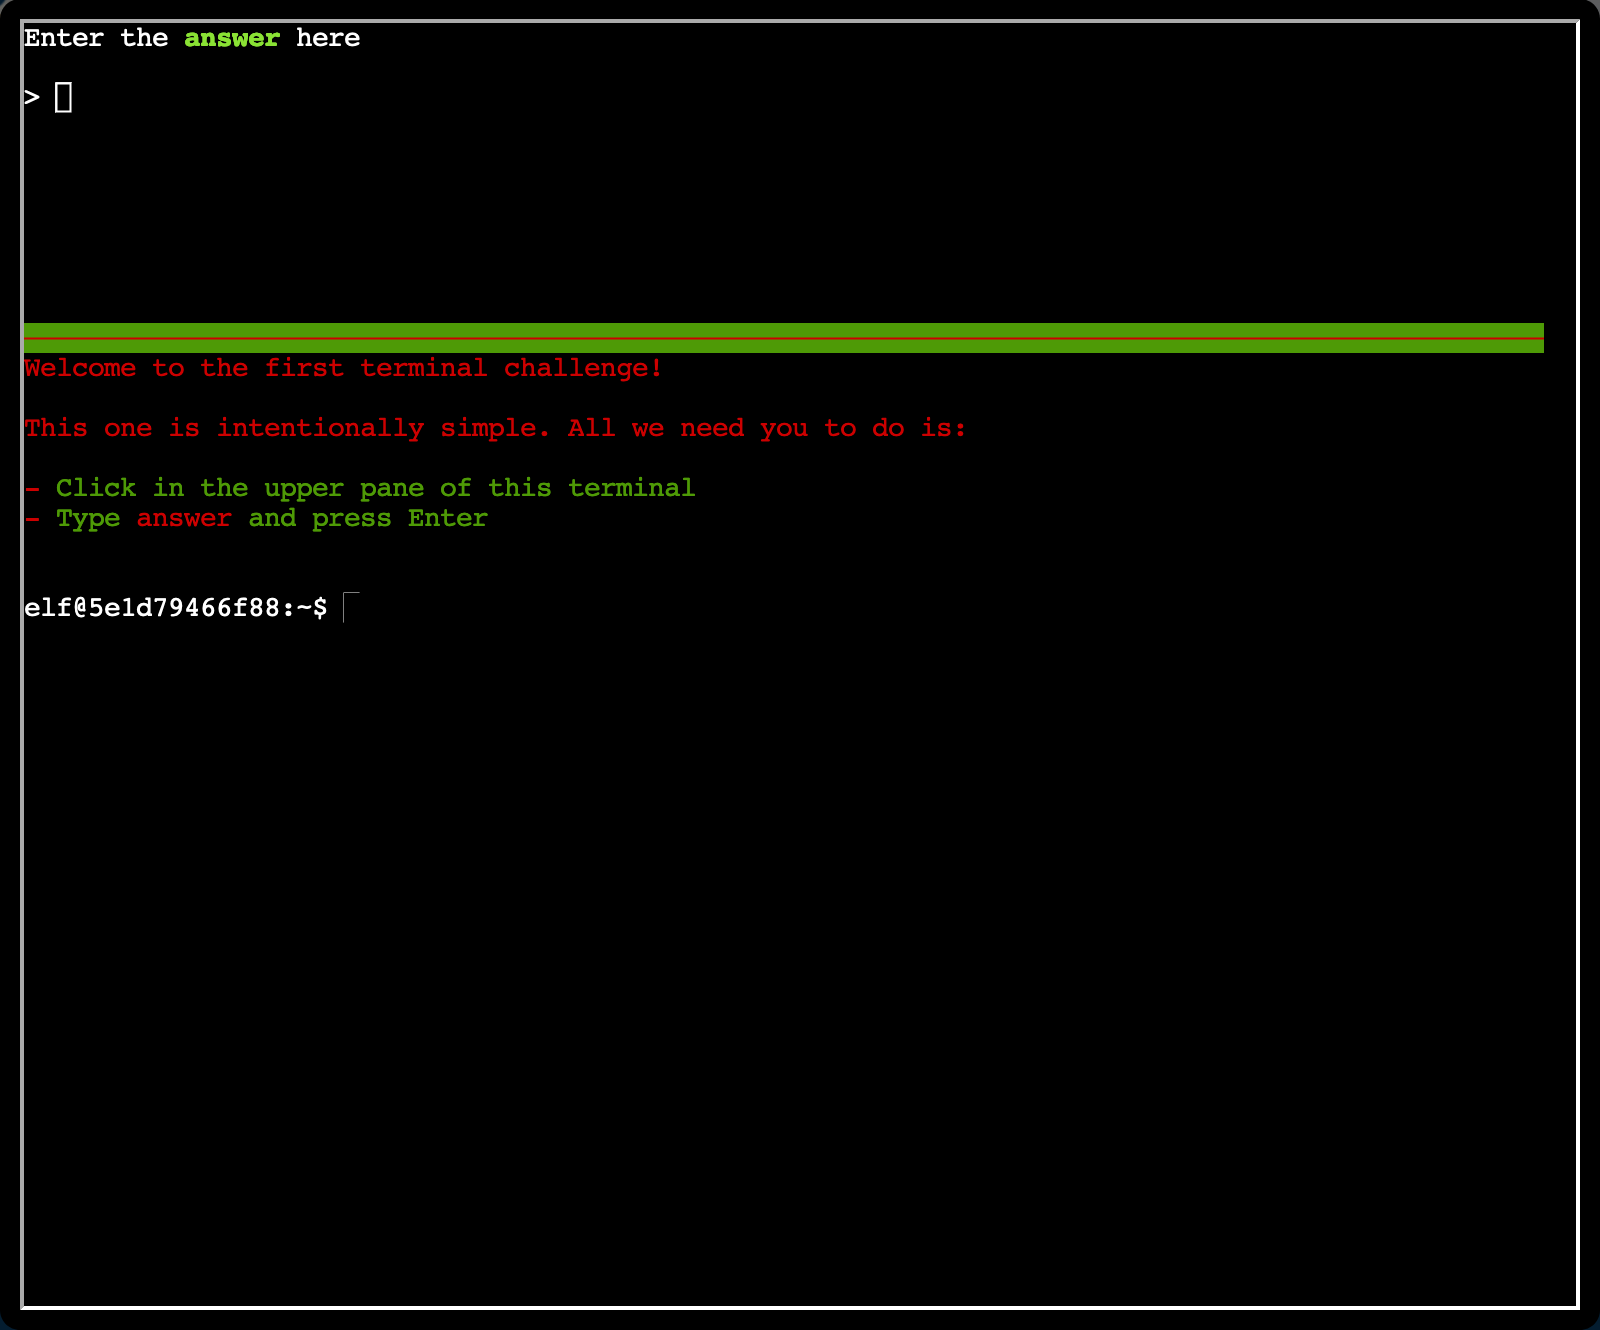 Enter the answer here
>
Welcome to the first terminal challenge!
This one is intentionally simple. All we need you to do is:
- Click in the upper pane of this terminal
- Type answer and press Enter
elf@5e1d79466f88:~$